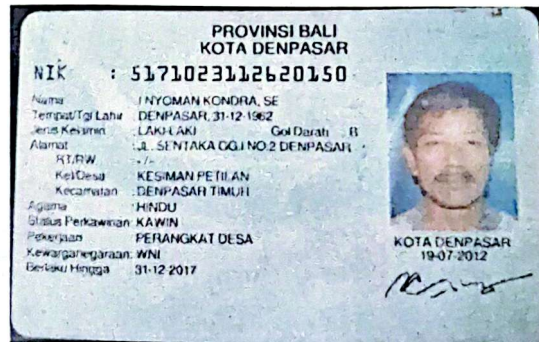 PROVINSI BALI
KOTA DENPASAR
NIK : 5171023112620150
Nama : I NYOMAN KONDRA, SE
Tempat/Tgl Lahir : DENPASAR, 31-12-1962
Jenis Kelamin : LAKI-LAKI Gol Darah : B
Alamat : JL. SENTAKA GG.I NO.2 DENPASAR
RT/RW : - / -
Kel/Desa : KESIMAN PETILAN
Kecamatan : DENPASAR TIMUR
Agama : HINDU
Status Perkawinan : KAWIN
Pekerjaan : PERANGKAT DESA
Kewarganegaraan: WNI
Berlaku Hingga : 31-12-2017
KOTA DENPASAR
19-07-2012